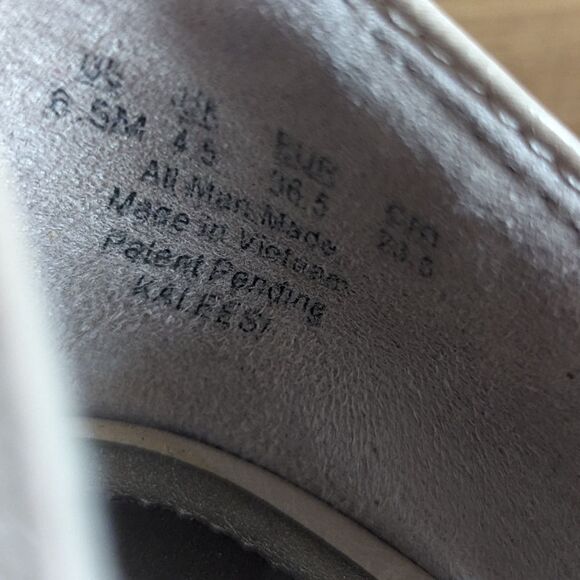 US UK EUR CM
6.5M 4.5 36.5 23.5
All Man Made
Made in Vietnam
Patent Pending
KALEESI